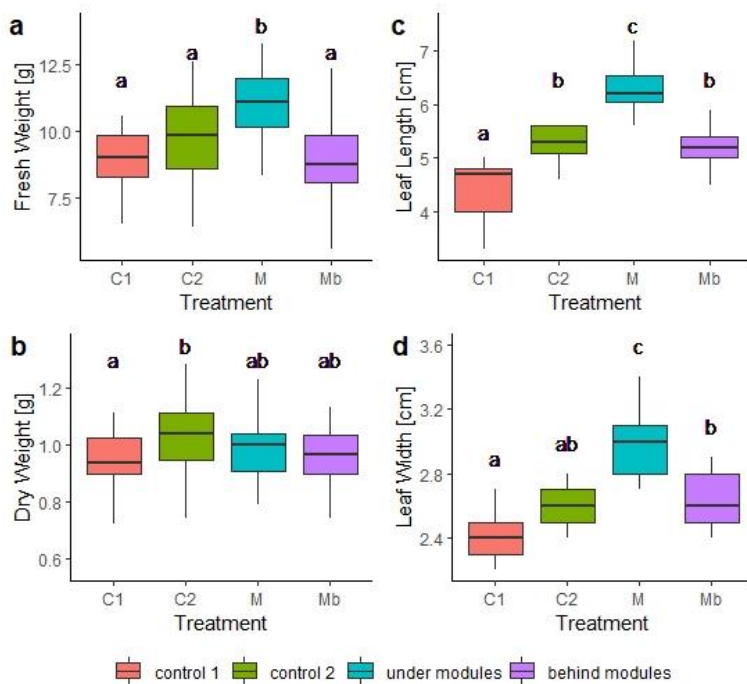 a
Fresh Weight [g]
12.5
10.0
7.5
a
a
b
a
C1 C2 M Mb
Treatment
c
Leaf Length [cm]
7
6
5
4
a
b
c
b
C1 C2 M Mb
Treatment
b
Dry Weight [g]
1.2
1.0
0.8
0.6
a
b
ab
ab
C1 C2 M Mb
Treatment
d
Leaf Width [cm]
3.6
3.2
2.8
2.4
a
ab
c
b
C1 C2 M Mb
Treatment
control 1 control 2 under modules behind modules